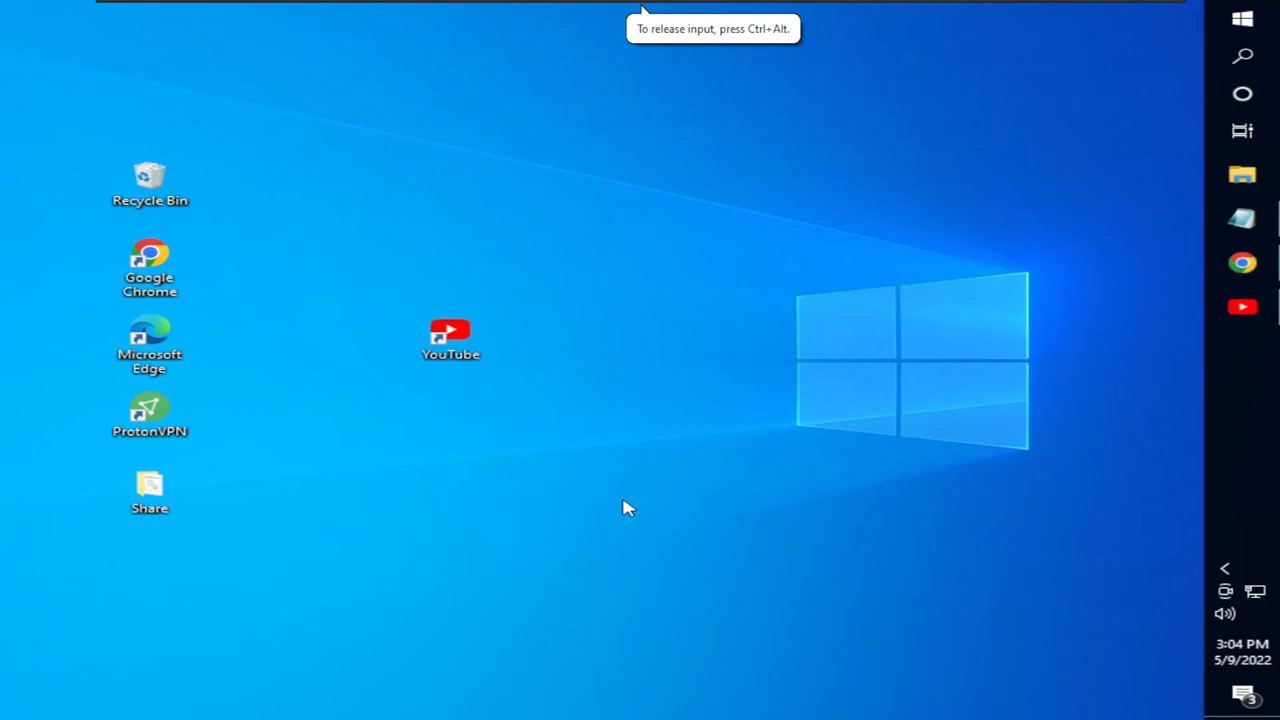 To release input, press Ctrl+Alt.
Recycle Bin
Google
Chrome
Microsoft
Edge
ProtonVPN
Share
YouTube
3:04 PM
5/9/2022
3